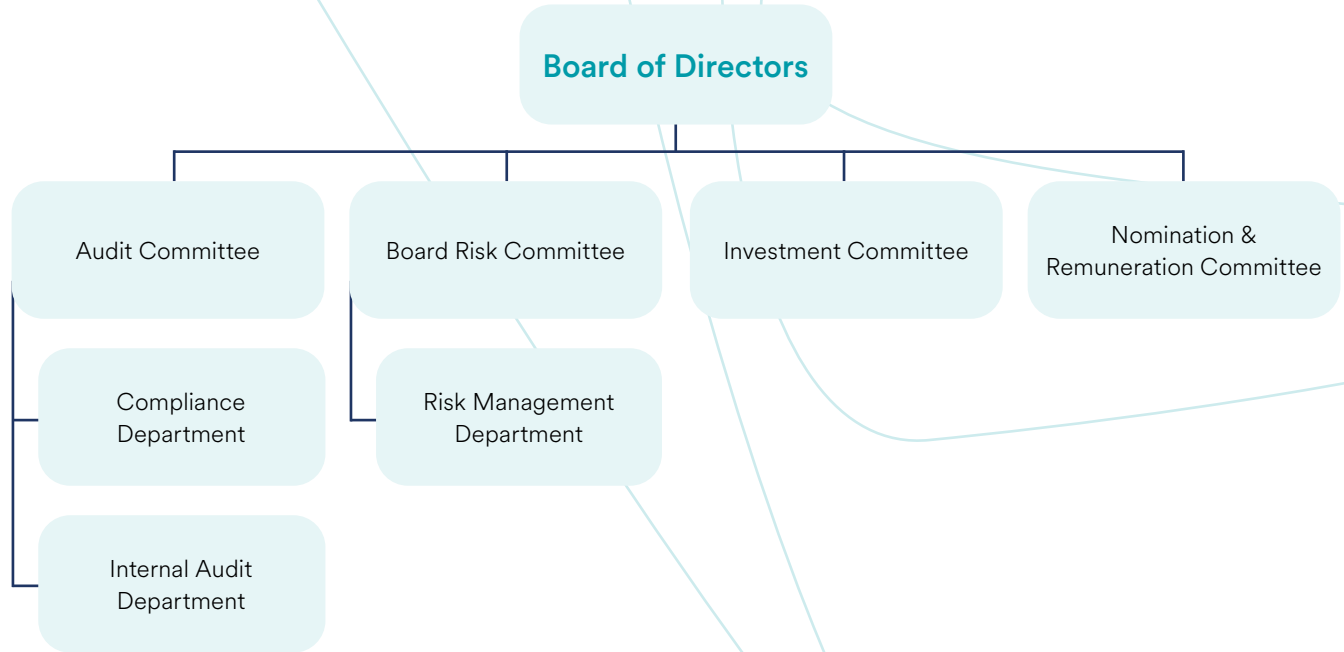 Board of Directors
Audit Committee
Board Risk Committee
Investment Committee
Nomination &
Remuneration Committee
Compliance
Department
Risk Management
Department
Internal Audit
Department